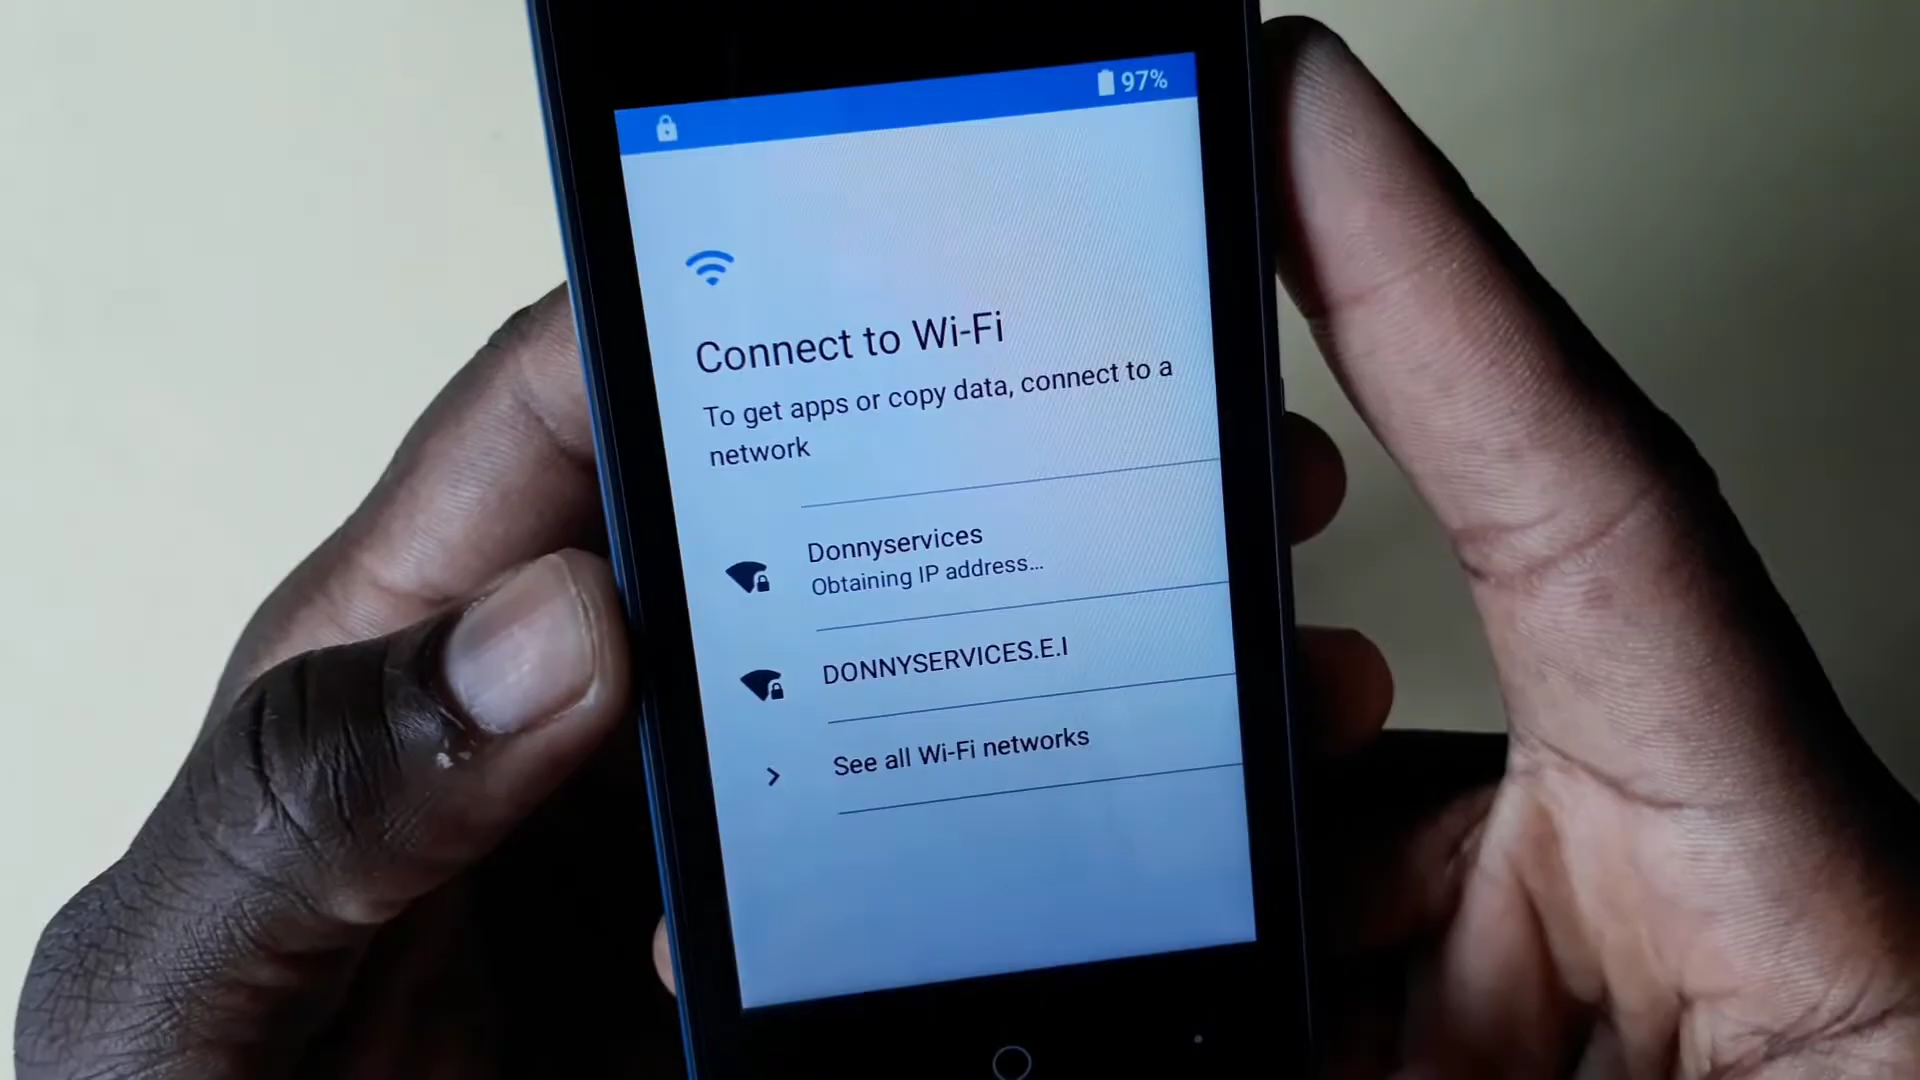 97%
Connect to Wi-Fi
To get apps or copy data, connect to a
network
Donnyservices
Obtaining IP address...
DONNYSERVICES.E.I
See all Wi-Fi networks